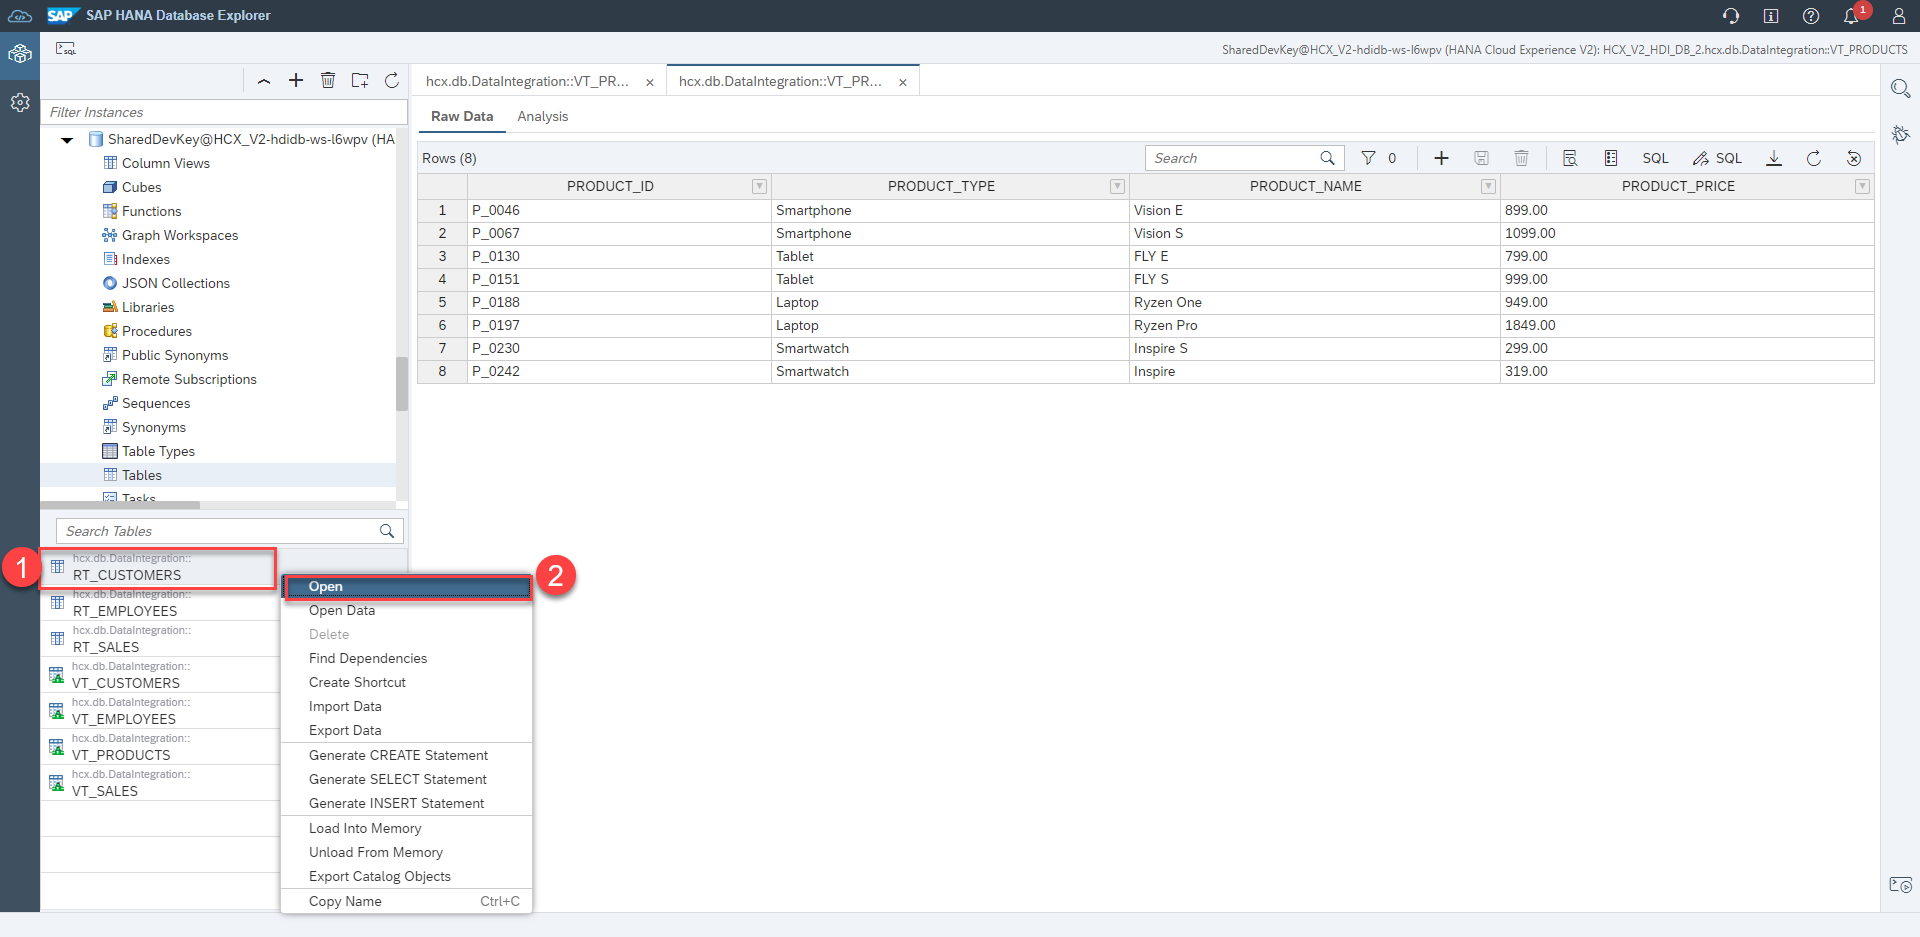 SAP SAP HANA Database Explorer
1
SQL
SharedDevKey@HCX_V2-hdidb-ws-l6wpv (HANA Cloud Experience V2): HCX_V2_HDI_DB_2.hcx.db.DataIntegration::VT_PRODUCTS
Filter Instances
SharedDevKey@HCX_V2-hdidb-ws-l6wpv (HA
Column Views
Cubes
Functions
Graph Workspaces
Indexes
JSON Collections
Libraries
Procedures
Public Synonyms
Remote Subscriptions
Sequences
Synonyms
Table Types
Tables
Tasks
Search Tables
1
hcx.db.DataIntegration::
RT_CUSTOMERS
hcx.db.DataIntegration::
RT_EMPLOYEES
hcx.db.DataIntegration::
RT_SALES
hcx.db.DataIntegration::
VT_CUSTOMERS
hcx.db.DataIntegration::
VT_EMPLOYEES
hcx.db.DataIntegration::
VT_PRODUCTS
hcx.db.DataIntegration::
VT_SALES
2
Open
Open Data
Delete
Find Dependencies
Create Shortcut
Import Data
Export Data
Generate CREATE Statement
Generate SELECT Statement
Generate INSERT Statement
Load Into Memory
Unload From Memory
Export Catalog Objects
Copy Name Ctrl+C
hcx.db.DataIntegration::VT_PR... × hcx.db.DataIntegration::VT_PR... ×
Raw Data Analysis
Rows (8) Search 0 SQL SQL
PRODUCT_ID PRODUCT_TYPE PRODUCT_NAME PRODUCT_PRICE
1 P_0046 Smartphone Vision E 899.00
2 P_0067 Smartphone Vision S 1099.00
3 P_0130 Tablet FLY E 799.00
4 P_0151 Tablet FLY S 999.00
5 P_0188 Laptop Ryzen One 949.00
6 P_0197 Laptop Ryzen Pro 1849.00
7 P_0230 Smartwatch Inspire S 299.00
8 P_0242 Smartwatch Inspire 319.00